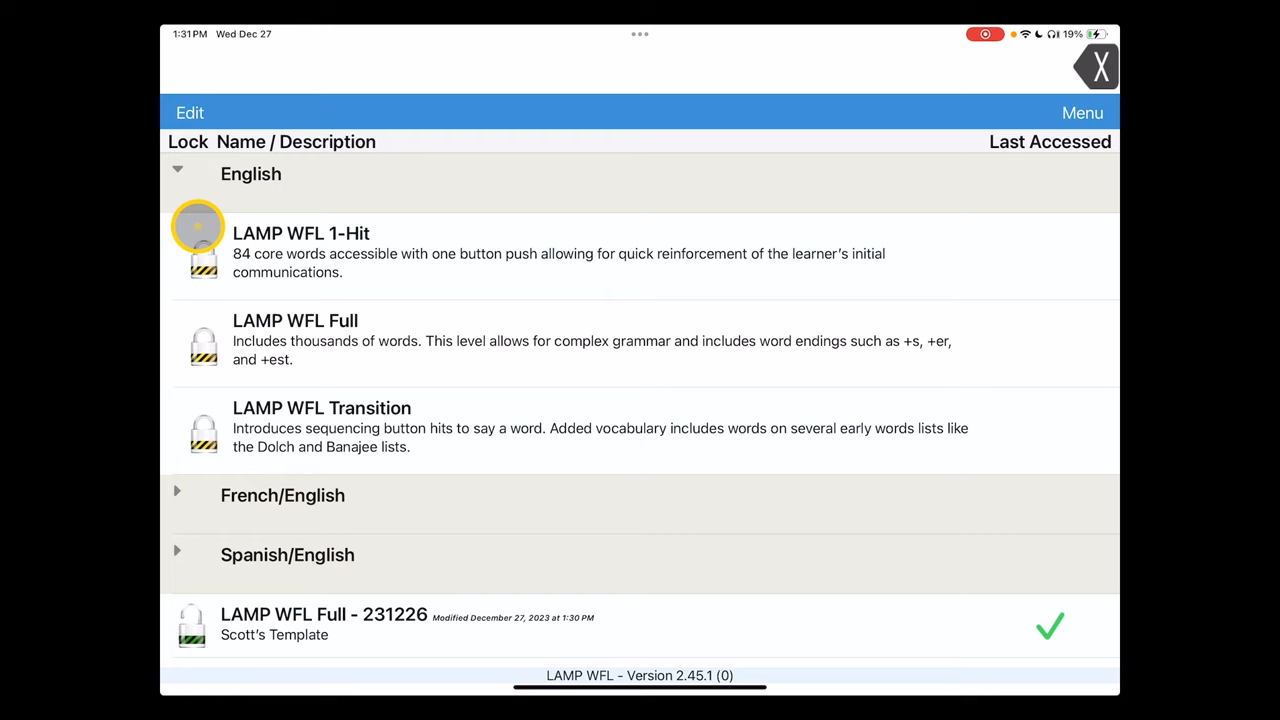 1:31 PM Wed Dec 27
19%
X
Edit
Menu
Lock Name / Description
Last Accessed
English
LAMP WFL 1-Hit
84 core words accessible with one button push allowing for quick reinforcement of the learner's initial
communications.
LAMP WFL Full
Includes thousands of words. This level allows for complex grammar and includes word endings such as +s, +er,
and +est.
LAMP WFL Transition
Introduces sequencing button hits to say a word. Added vocabulary includes words on several early words lists like
the Dolch and Banajee lists.
French/English
Spanish/English
LAMP WFL Full - 231226 Modified December 27, 2023 at 1:30 PM
Scott's Template
LAMP WFL - Version 2.45.1 (0)